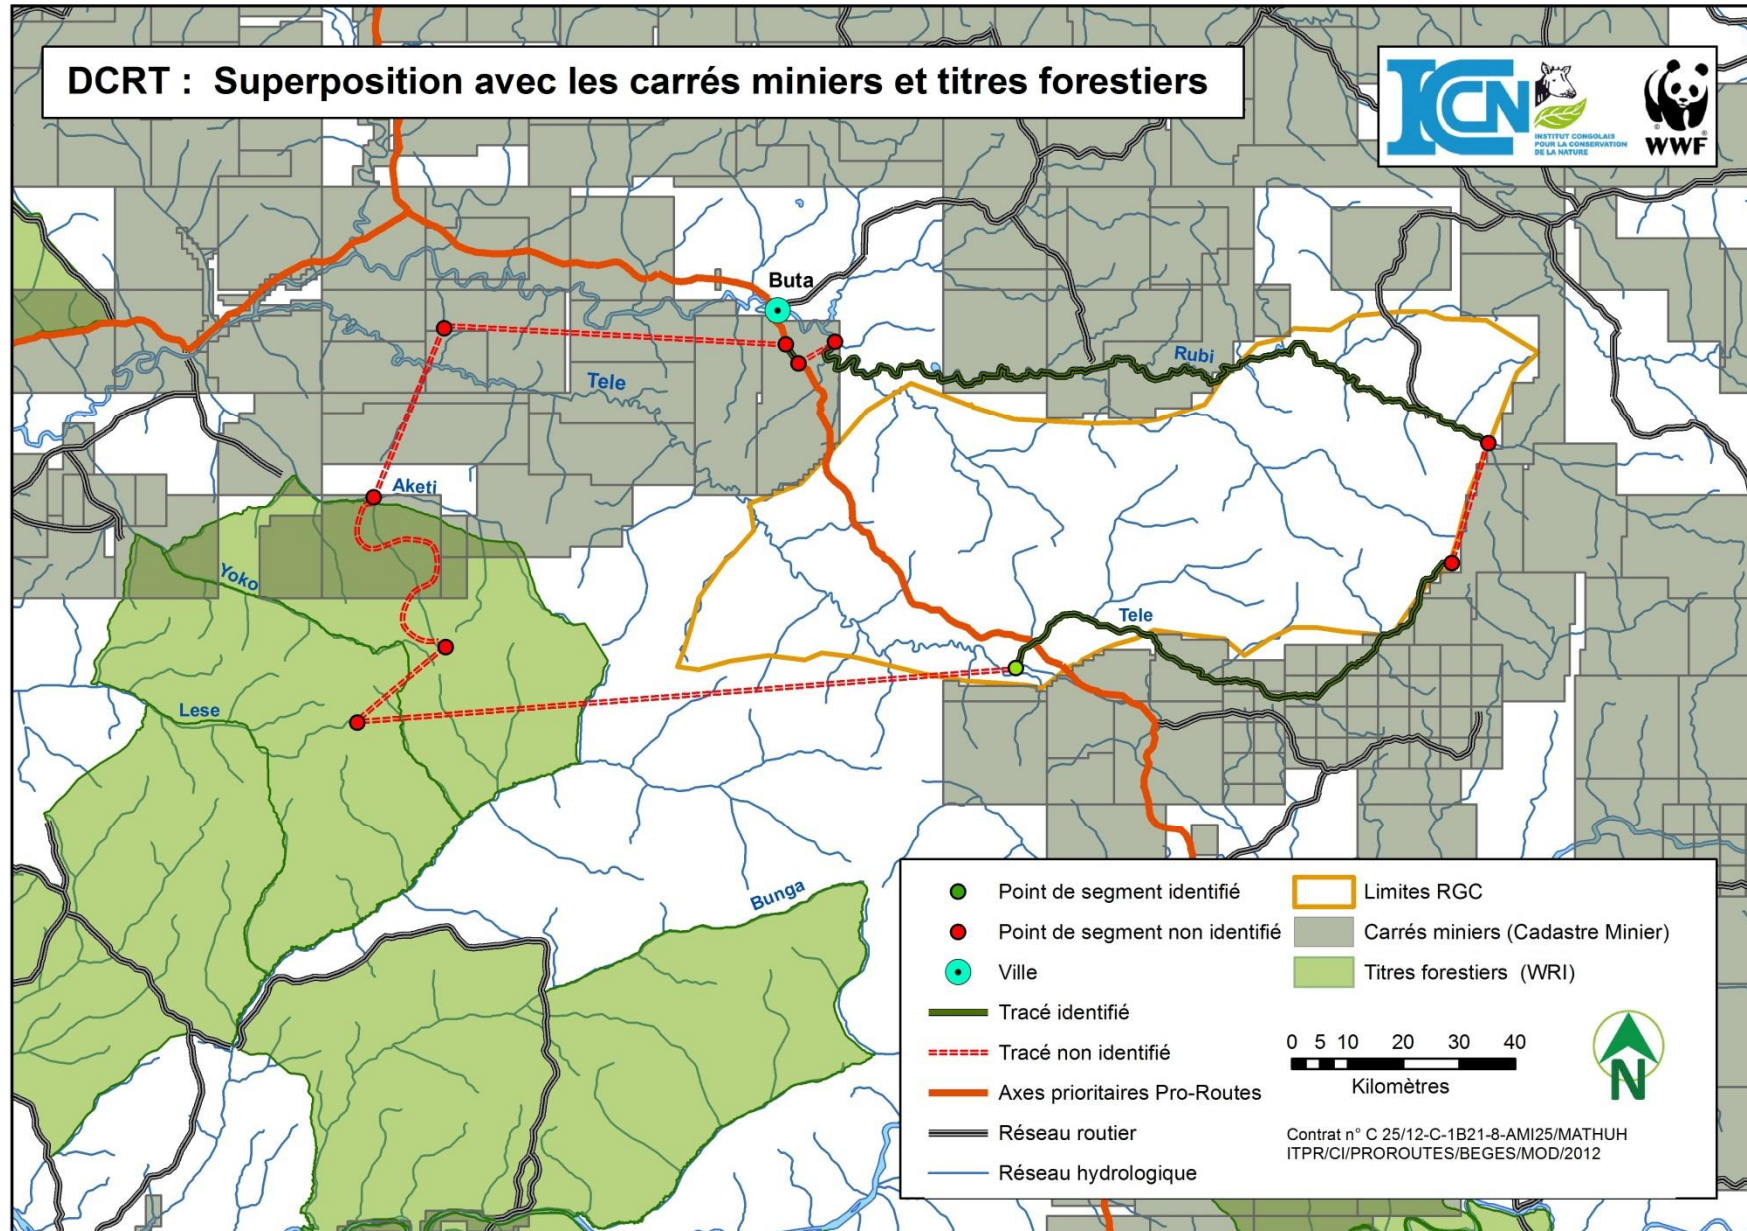 DCRT : Superposition avec les carrés miniers et titres forestiers
ICCN
INSTITUT CONGOLAIS
POUR LA CONSERVATION
DE LA NATURE
WWF
Buta
Rubi
Tele
Aketi
Yoko
Tele
Lese
Bunga
Point de segment identifié
Point de segment non identifié
Ville
Tracé identifié
Tracé non identifié
Axes prioritaires Pro-Routes
Réseau routier
Réseau hydrologique
Limites RGC
Carrés miniers (Cadastre Minier)
Titres forestiers (WRI)
0 5 10 20 30 40
Kilomètres
N
Contrat n° C 25/12-C-1B21-8-AMI25/MATHUH
ITPR/CI/PROROUTES/BEGES/MOD/2012